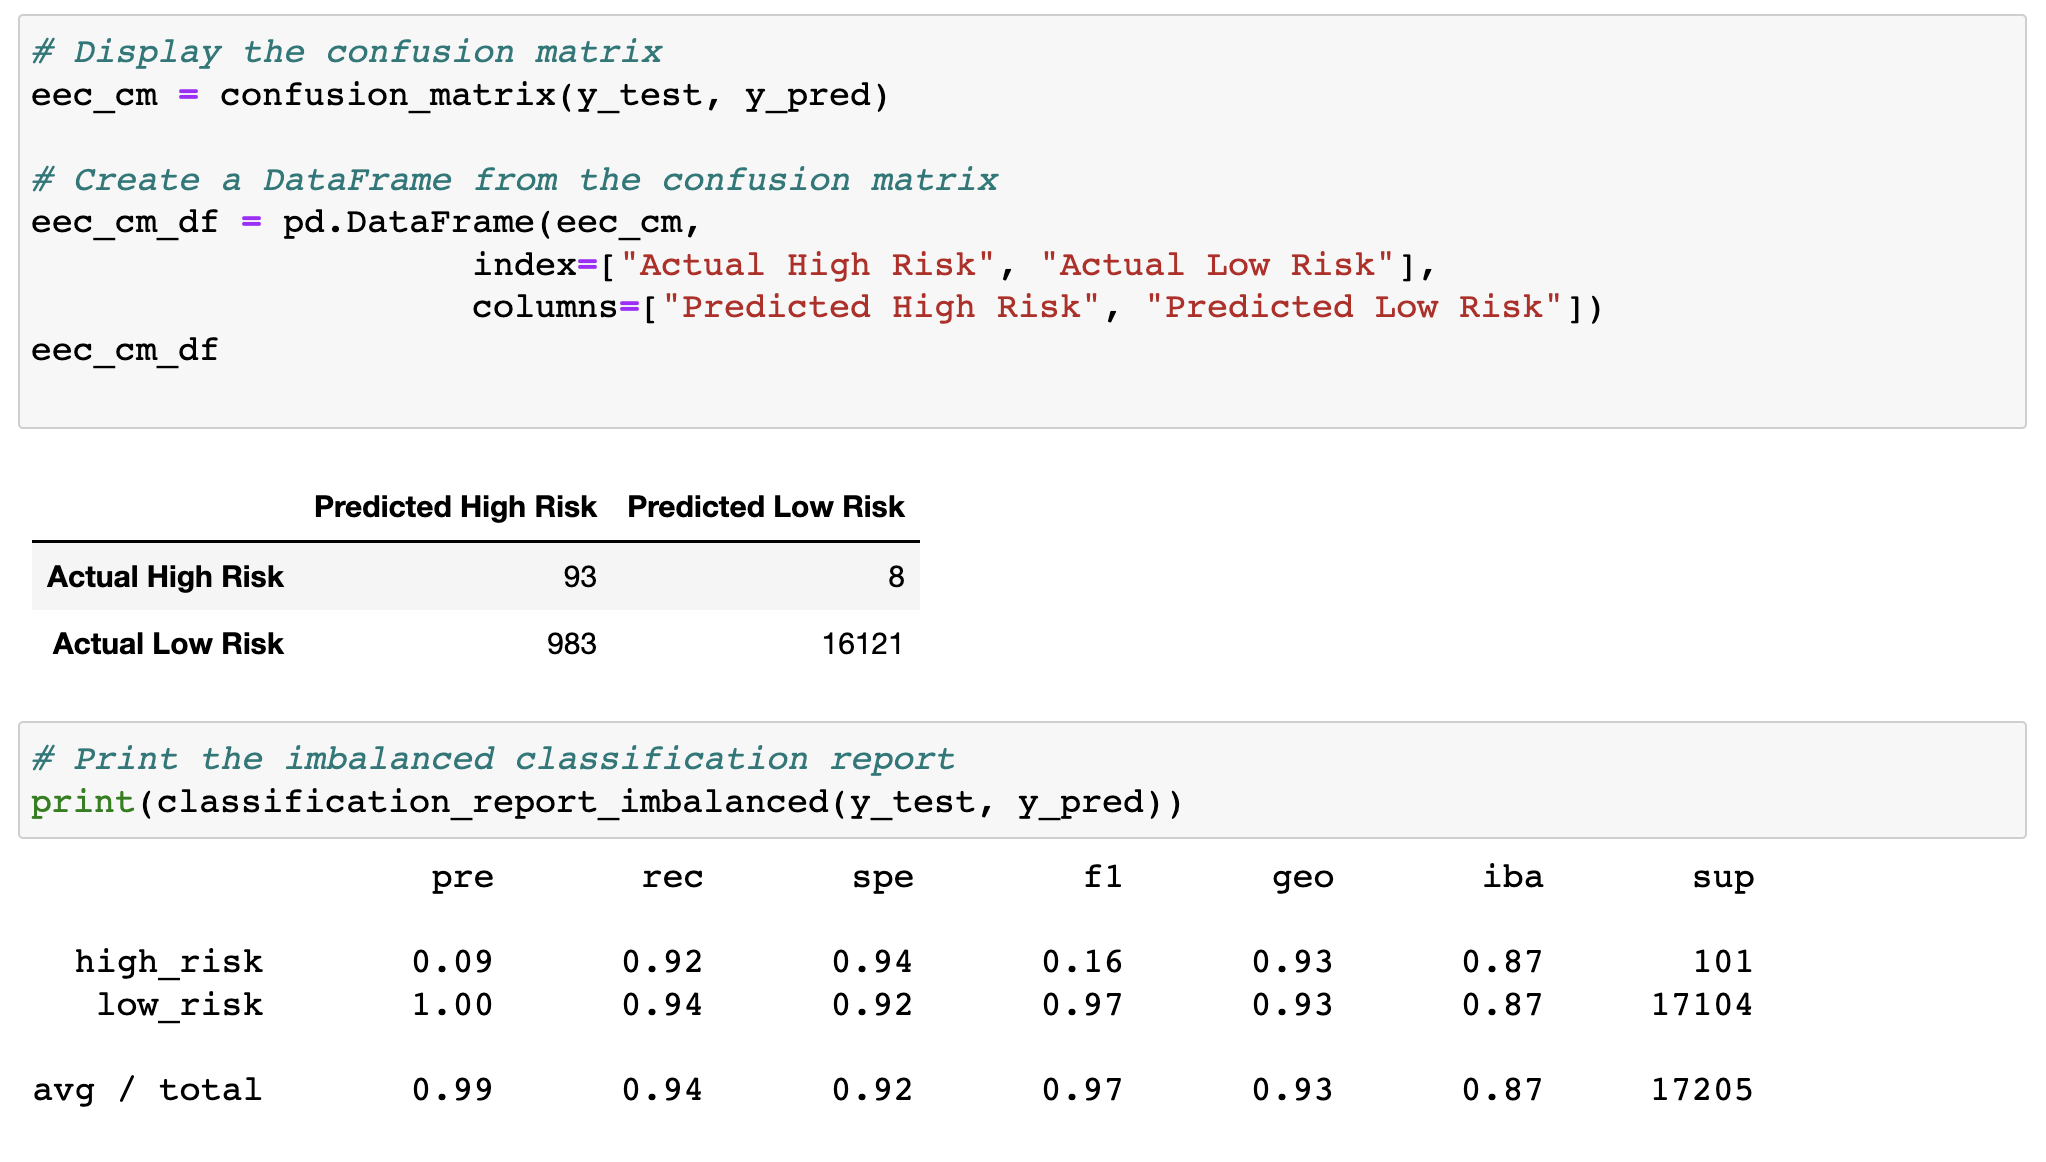 # Display the confusion matrix
eec_cm = confusion_matrix(y_test, y_pred)
# Create a DataFrame from the confusion matrix
eec_cm_df = pd.DataFrame(eec_cm,
index=["Actual High Risk", "Actual Low Risk"],
columns=["Predicted High Risk", "Predicted Low Risk"])
eec_cm_df
Predicted High Risk Predicted Low Risk
Actual High Risk 93 8
Actual Low Risk 983 16121
# Print the imbalanced classification report
print(classification_report_imbalanced(y_test, y_pred))
pre rec spe f1 geo iba sup
high_risk 0.09 0.92 0.94 0.16 0.93 0.87 101
low_risk 1.00 0.94 0.92 0.97 0.93 0.87 17104
avg / total 0.99 0.94 0.92 0.97 0.93 0.87 17205